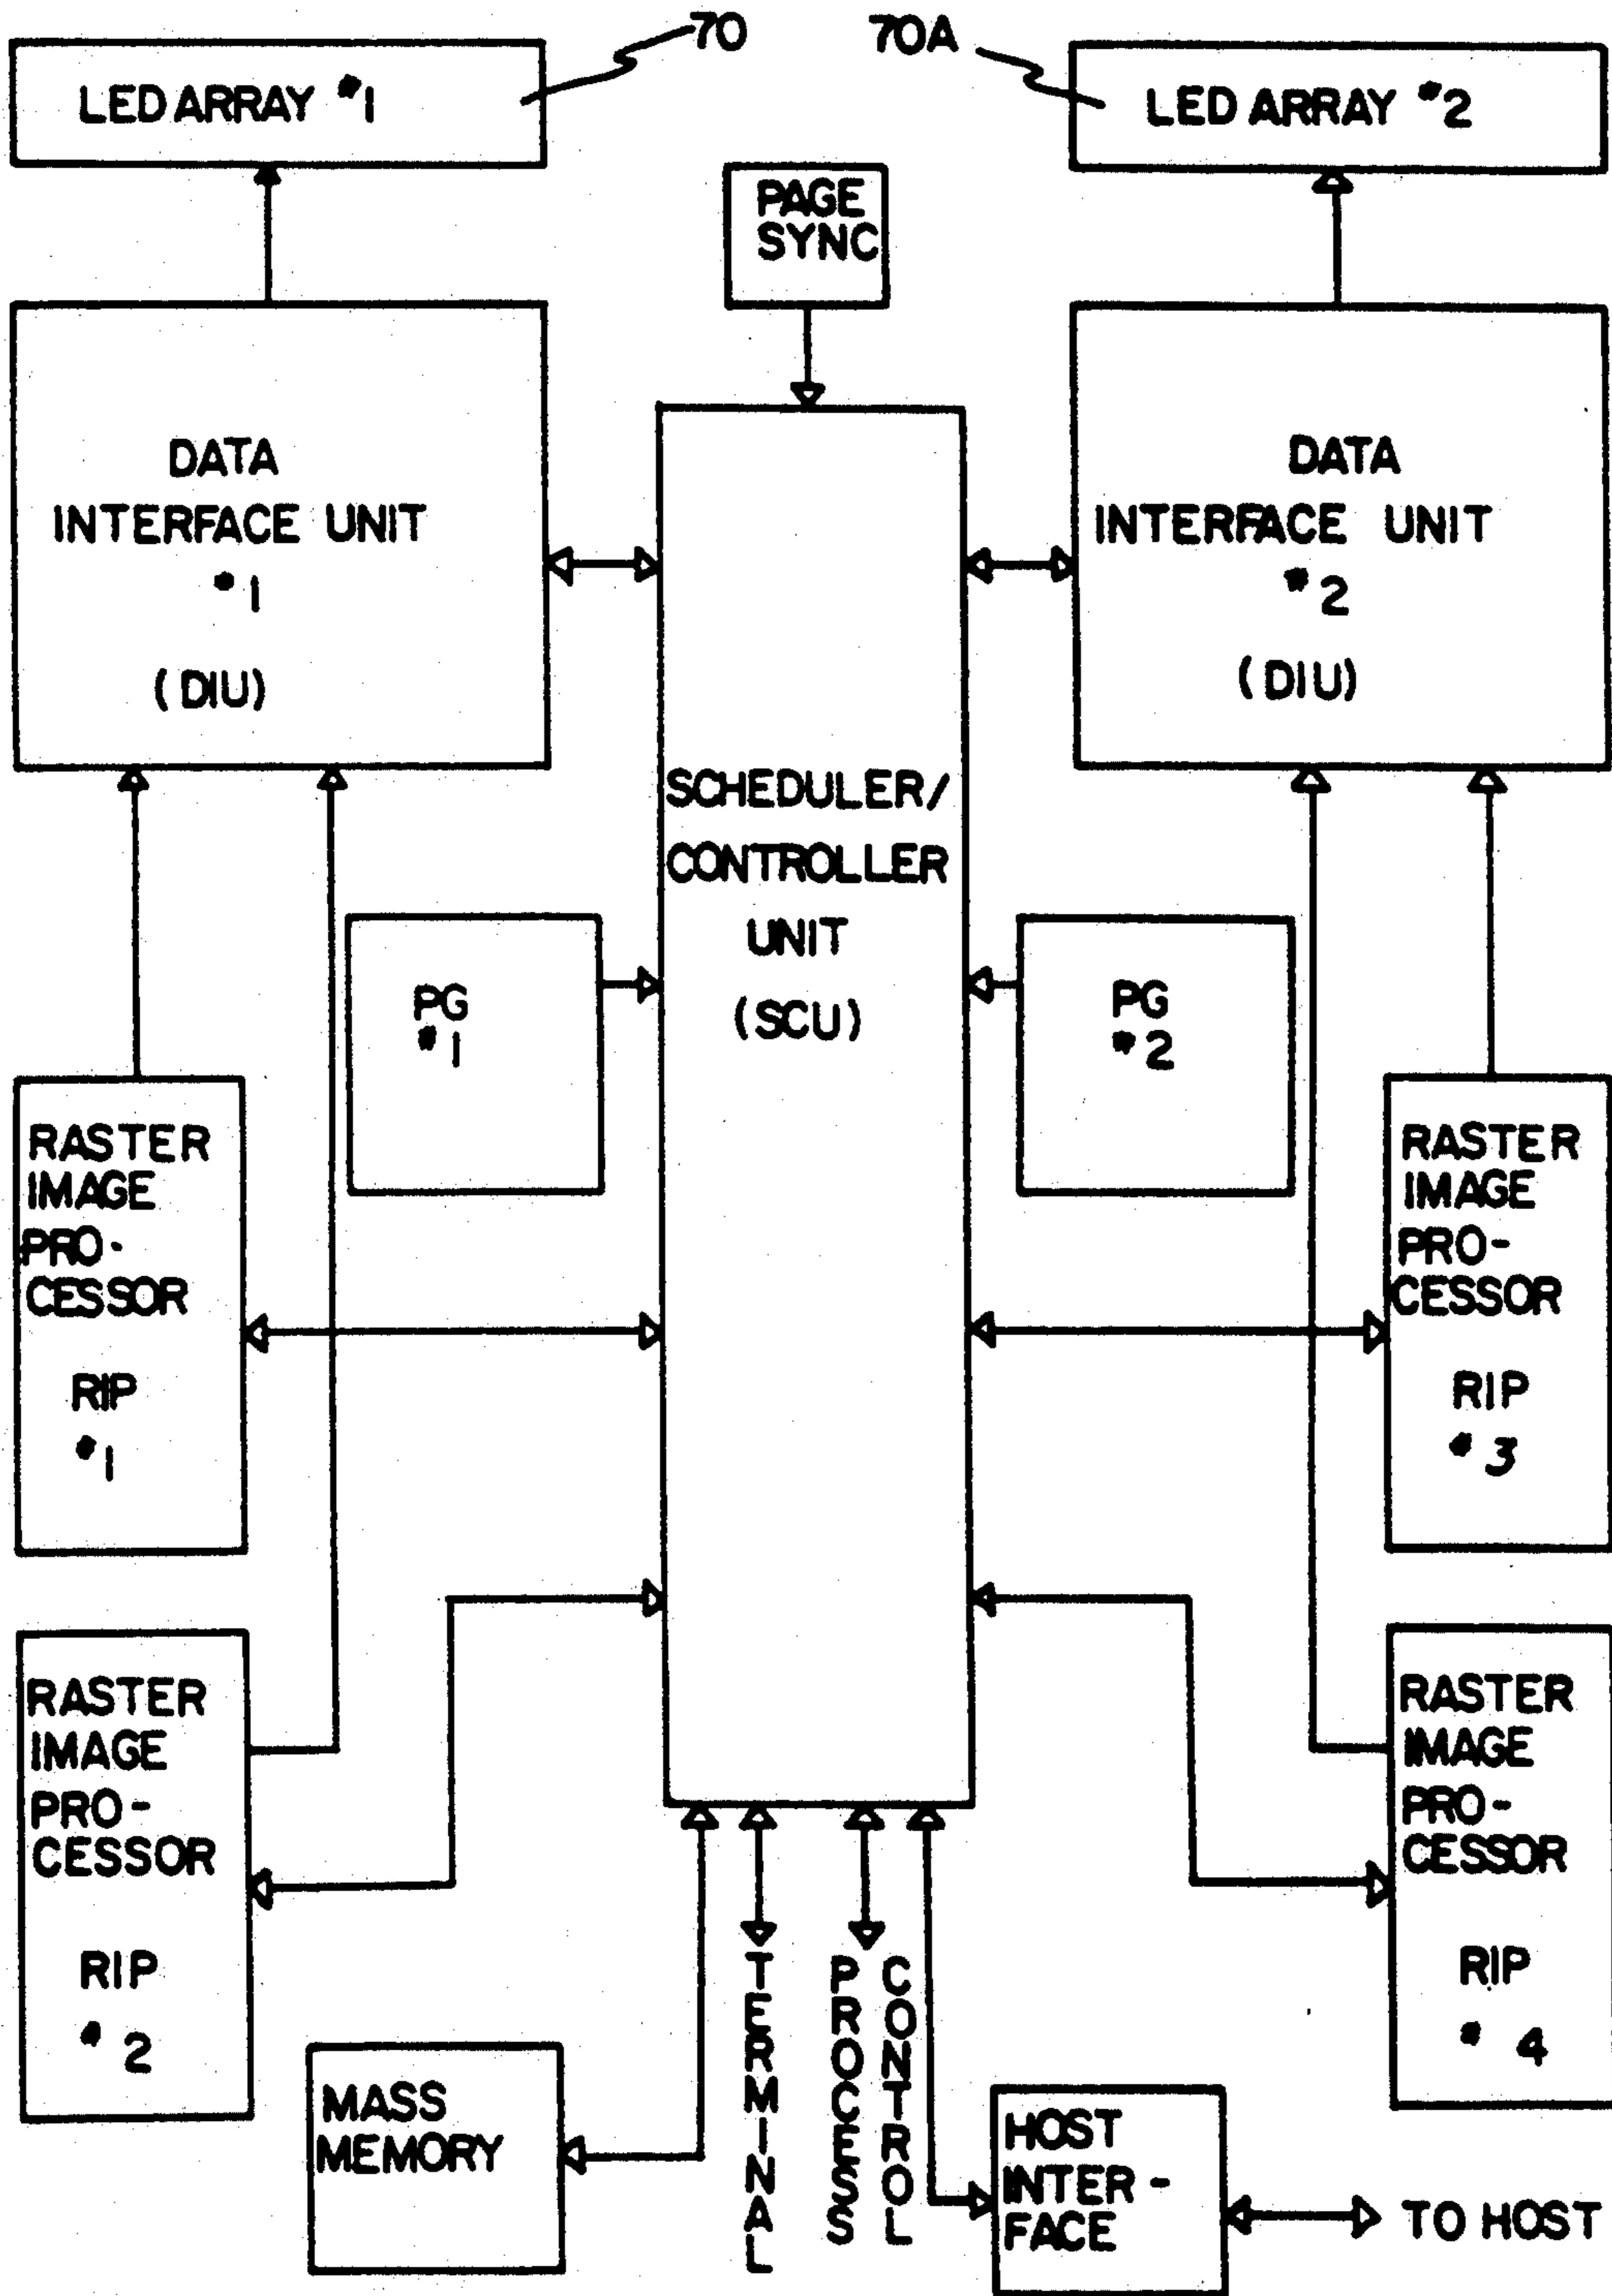 70
70A
LED ARRAY #1
LED ARRAY #2
PAGE
SYNC
DATA
INTERFACE UNIT
#1
(DIU)
DATA
INTERFACE UNIT
#2
(DIU)
SCHEDULER/
CONTROLLER
UNIT
(SCU)
PG
#1
PG
#2
RASTER
IMAGE
PRO-
CESSOR
RIP
#1
RASTER
IMAGE
PRO-
CESSOR
RIP
#3
RASTER
IMAGE
PRO-
CESSOR
RIP
#2
RASTER
IMAGE
PRO-
CESSOR
RIP
#4
MASS
MEMORY
TERMINAL
PROCESS
CONTROL
HOST
INTER-
FACE
TO HOST